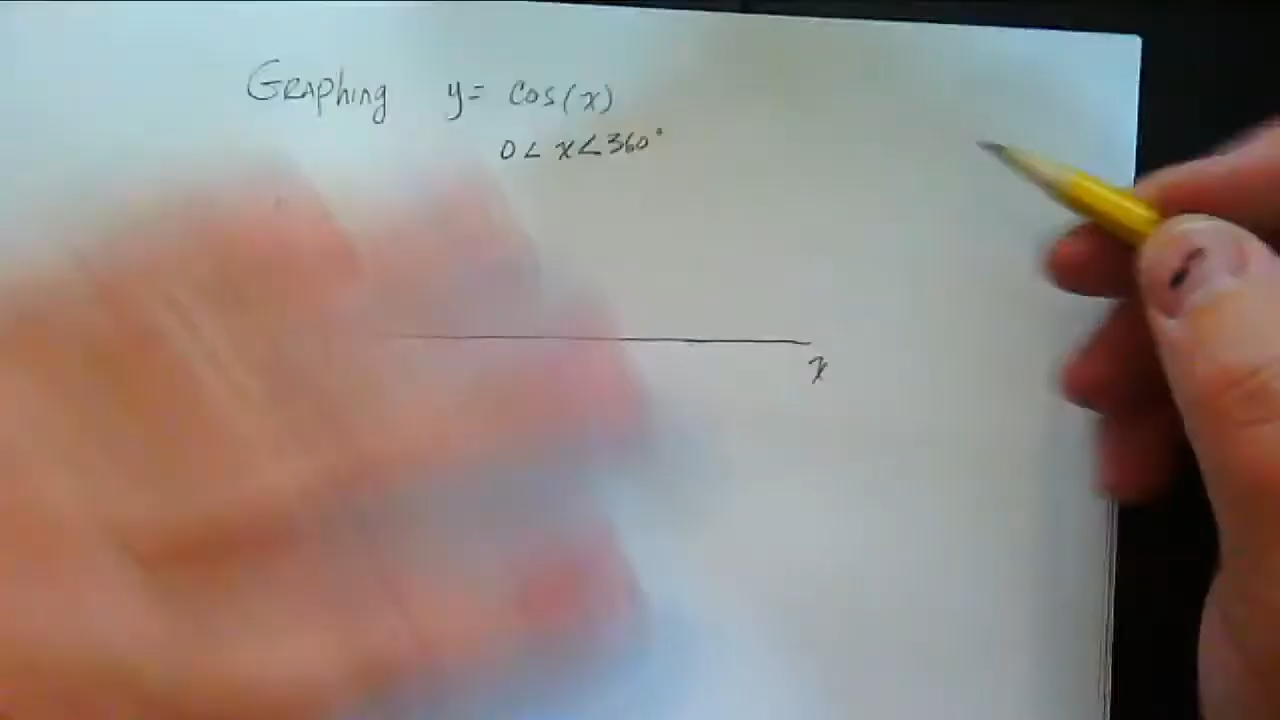 Graphing y = cos(x)
0 < x < 360°
x